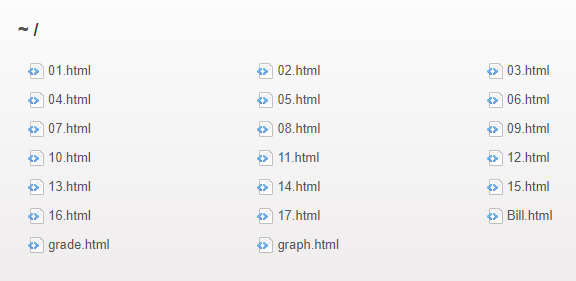 ~ /
01.html 02.html 03.html
04.html 05.html 06.html
07.html 08.html 09.html
10.html 11.html 12.html
13.html 14.html 15.html
16.html 17.html Bill.html
grade.html graph.html